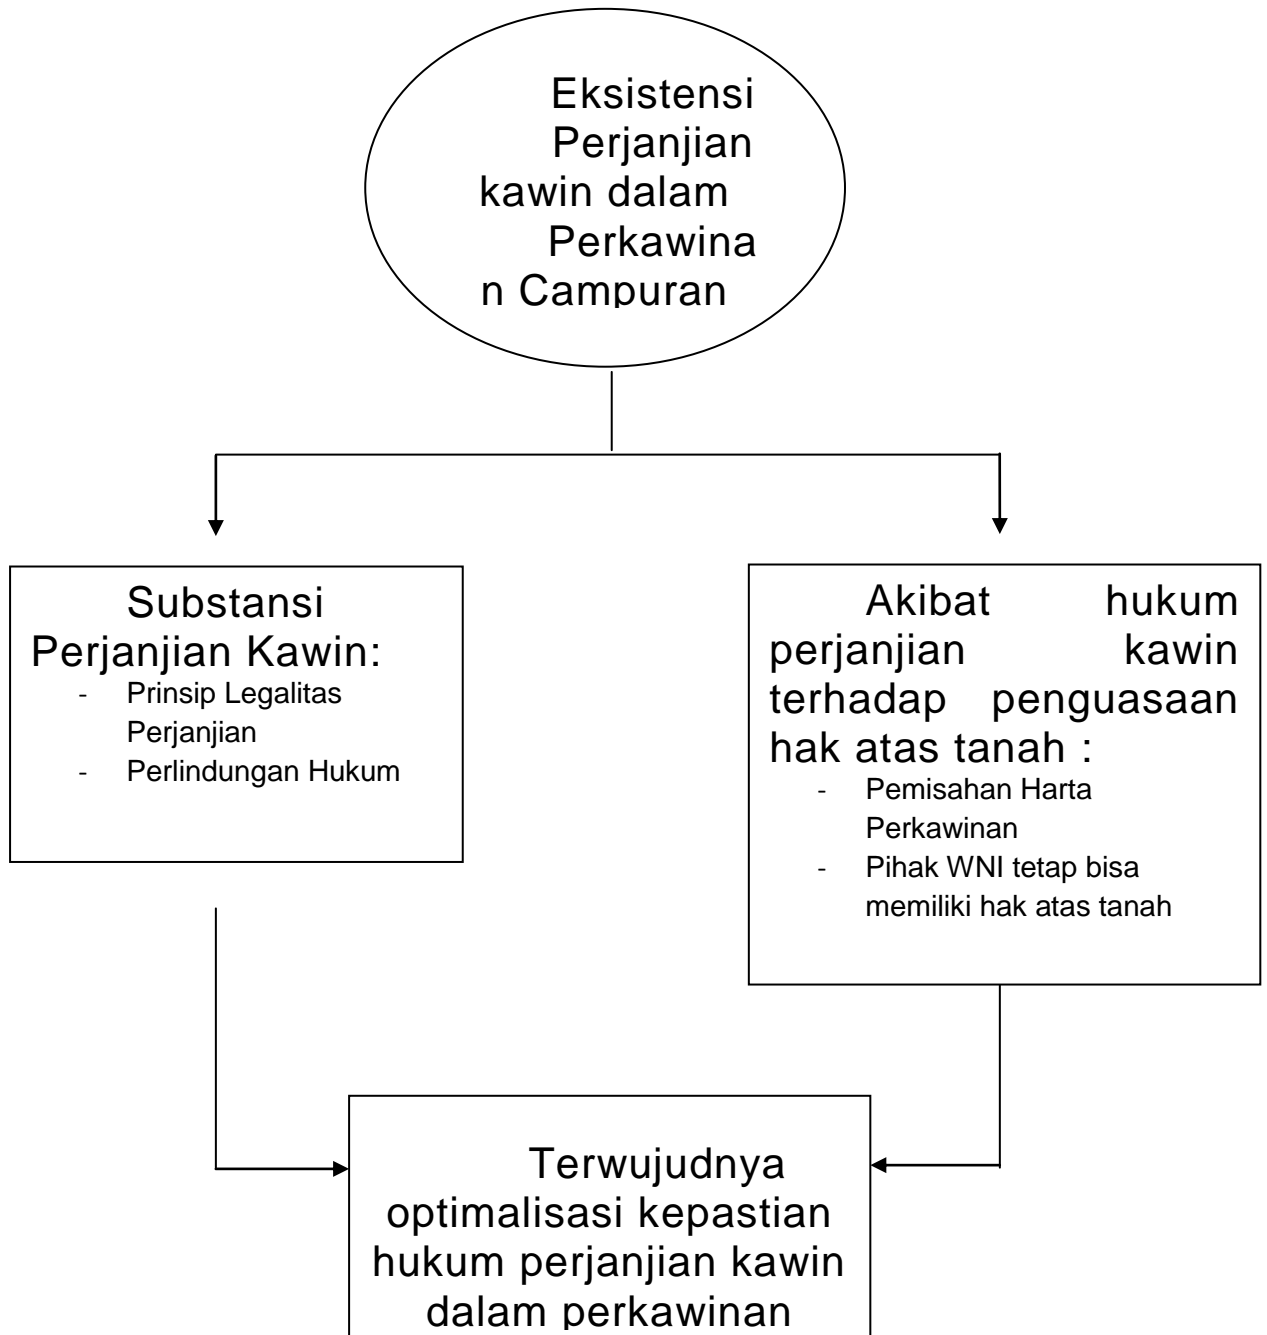 Eksistensi
Perjanjian
kawin dalam
Perkawina
n Campuran
Substansi
Perjanjian Kawin:
- Prinsip Legalitas
Perjanjian
- Perlindungan Hukum
Akibat hukum
perjanjian kawin
terhadap penguasaan
hak atas tanah :
- Pemisahan Harta
Perkawinan
- Pihak WNI tetap bisa
memiliki hak atas tanah
Terwujudnya
optimalisasi kepastian
hukum perjanjian kawin
dalam perkawinan